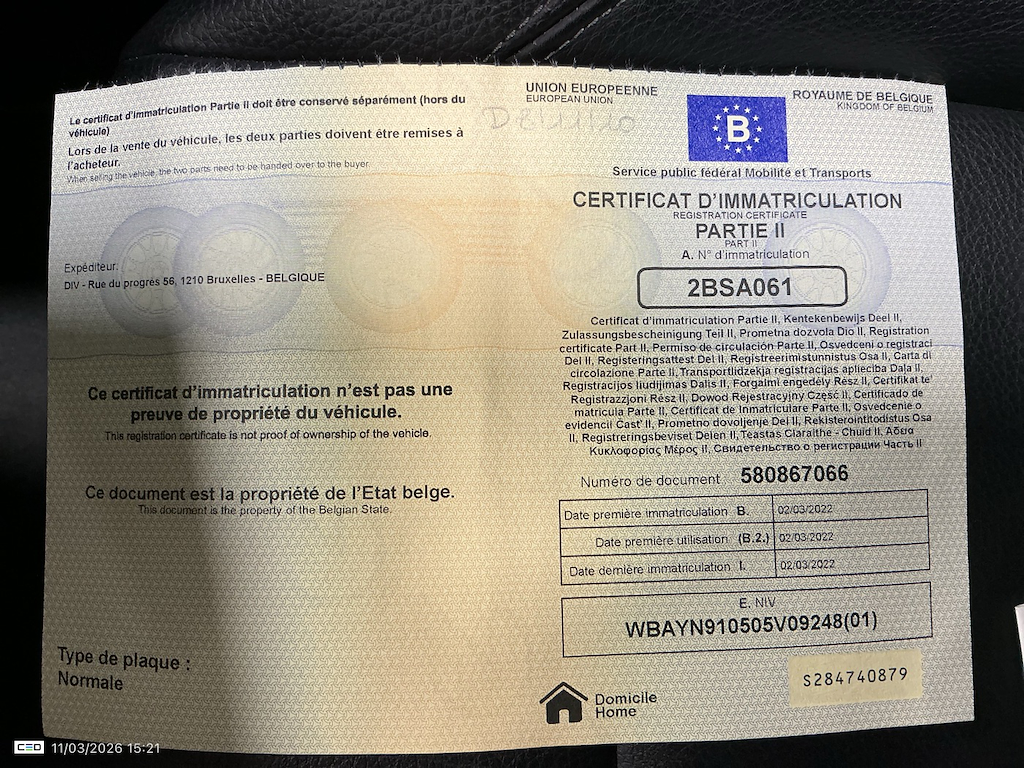 Le certificat d'immatriculation Partie II doit être conservé séparément (hors du
véhicule)
Lors de la vente du véhicule, les deux parties doivent être remises à
l'acheteur.
When selling the vehicle, the two parts need to be handed over to the buyer.
Expéditeur:
DIV - Rue du progrès 56, 1210 Bruxelles - BELGIQUE
Ce certificat d'immatriculation n'est pas une
preuve de propriété du véhicule.
This registration certificate is not proof of ownership of the vehicle.
Ce document est la propriété de l'Etat belge.
This document is the property of the Belgian State.
Type de plaque :
Normale
UNION EUROPEENNE
EUROPEAN UNION
B
ROYAUME DE BELGIQUE
KINGDOM OF BELGIUM
Service public fédéral Mobilité et Transports
CERTIFICAT D'IMMATRICULATION
REGISTRATION CERTIFICATE
PARTIE II
PART II
A. N° d'immatriculation
2BSA061
Certificat d'immatriculation Partie II, Kentekenbewijs Deel II,
Zulassungsbescheinigung Teil II, Prometna dozvola Dio II, Registration
certificate Part II, Permiso de circulación Parte II, Osvedceni o registraci
Del II, Registeringsattest Del II, Registreerimistunnistus Osa II, Carta di
circolazione Parte II, Transportlidzekja registracijas aplieciba Dala II,
Registracijos liudijimas Dalis II, Forgalmi engedély Rész II, Certifikat te'
Registrazzjoni Rész II, Dowod Rejestracyjny Część II, Certificado de
matricula Parte II, Certificat de Inmatriculare Parte II, Osvedcenie o
evidencii Časť II, Prometno dovoljenje Del II, Rekisterointitodistus Osa
II, Registreringsbeviset Delen II, Teastas Claraithe - Chuid II, Αδεια
Κυκλοφορίας Μέρος II, Свидетельство о регистрации Часть II
Numéro de document 580867066
Date première immatriculation B. 02/03/2022
Date première utilisation (B.2.) 02/03/2022
Date dernière immatriculation I. 02/03/2022
E. NIV
WBAYN910505V09248(01)
S284740879
Domicile
Home
CEO 11/03/2026 15:21